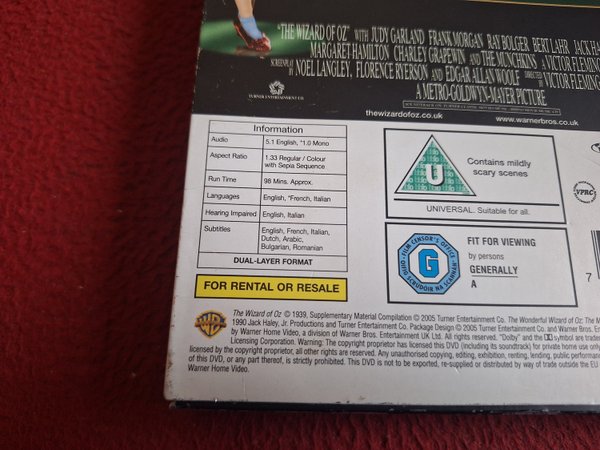 "THE WIZARD OF OZ" WITH JUDY GARLAND FRANK MORGAN RAY BOLGER BERT LAHR JACK HA
MARGARET HAMILTON CHARLEY GRAPEWIN AND THE MUNCHKINS A VICTOR FLEMING
SCREENPLAY BY NOEL LANGLEY, FLORENCE RYERSON AND EDGAR ALLAN WOOLF DIRECTED BY VICTOR FLEMING
A METRO-GOLDWYN-MAYER PICTURE
TURNER ENTERTAINMENT CO.
thewizardofoz.co.uk www.warnerbros.co.uk
Information
Audio 5.1 English, *1.0 Mono
Aspect Ratio 1.33 Regular / Colour with Sepia Sequence
Run Time 98 Mins. Approx.
Languages English, *French, Italian
Hearing Impaired English, Italian
Subtitles English, French, Italian,
Dutch, Arabic,
Bulgarian, Romanian
DUAL-LAYER FORMAT
FOR RENTAL OR RESALE
U
Contains mildly
scary scenes
UNIVERSAL. Suitable for all.
FILM CENSOR'S OFFICE
OIFIG SCRÚDÓIR NA SCANNÁN
G
FIT FOR VIEWING
by persons
GENERALLY
A
VPRC
7
WB
The Wizard of Oz © 1939, Supplementary Material Compilation © 2005 Turner Entertainment Co. The Wonderful Wizard of Oz; The M
1990 Jack Haley, Jr. Productions and Turner Entertainment Co. Package Design © 2005 Turner Entertainment Co. and Warner Bros. En
by Warner Home Video, a division of Warner Bros. Entertainment UK Ltd. All rights reserved. "Dolby" and the symbol are trade
Licensing Corporation. Warning: The copyright proprietor has licensed this DVD (including its soundtrack) for private home use only
licensed by the copyright proprietor, all other rights are reserved. Any unauthorised copying, editing, exhibition, renting, lending, public performan
of this DVD, or any part thereof, is strictly prohibited. This DVD is not to be exported, re-supplied or distributed by way of trade outside the EU
Warner Home Video.